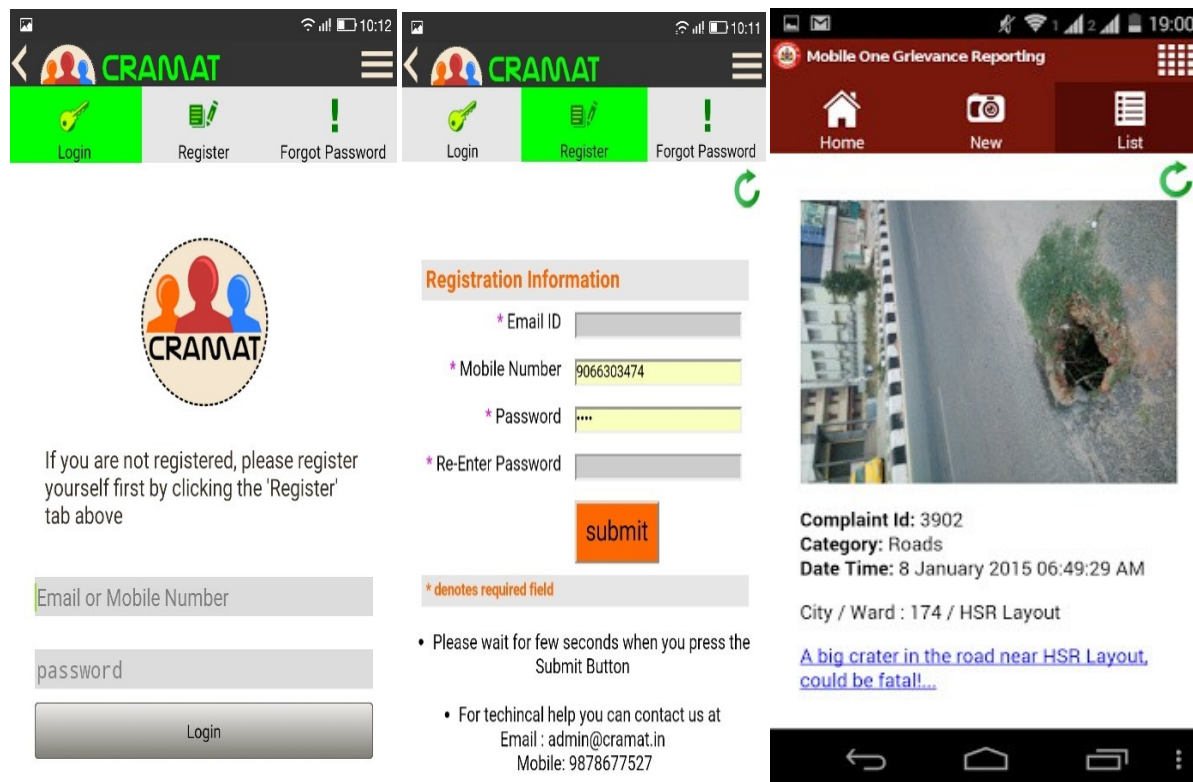 10:12
CRAMAT
Login
Register
Forgot Password
CRAMAT
If you are not registered, please register
yourself first by clicking the 'Register'
tab above
Email or Mobile Number
password
Login
10:11
CRAMAT
Login
Register
Forgot Password
Registration Information
* Email ID
* Mobile Number 9066303474
* Password ••••
* Re-Enter Password
submit
* denotes required field
• Please wait for few seconds when you press the
Submit Button
• For techincal help you can contact us at
Email : admin@cramat.in
Mobile: 9878677527
1 2 19:00
Mobile One Grievance Reporting
Home
New
List
Complaint Id: 3902
Category: Roads
Date Time: 8 January 2015 06:49:29 AM
City / Ward : 174 / HSR Layout
A big crater in the road near HSR Layout,
could be fatal!...